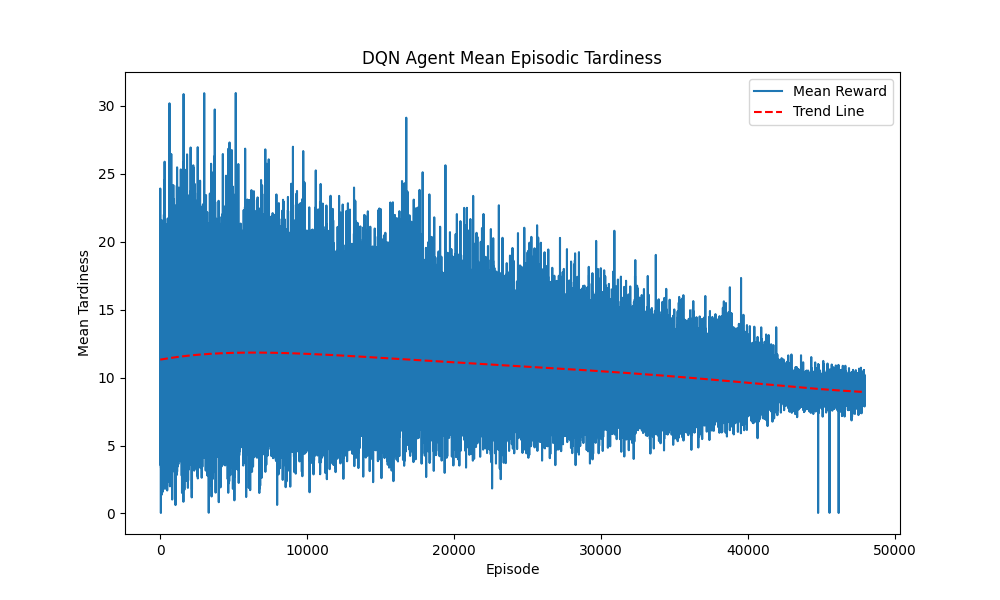 DQN Agent Mean Episodic Tardiness
Mean Reward
Trend Line
30
25
20
15
10
5
0
Mean Tardiness
0 10000 20000 30000 40000 50000
Episode